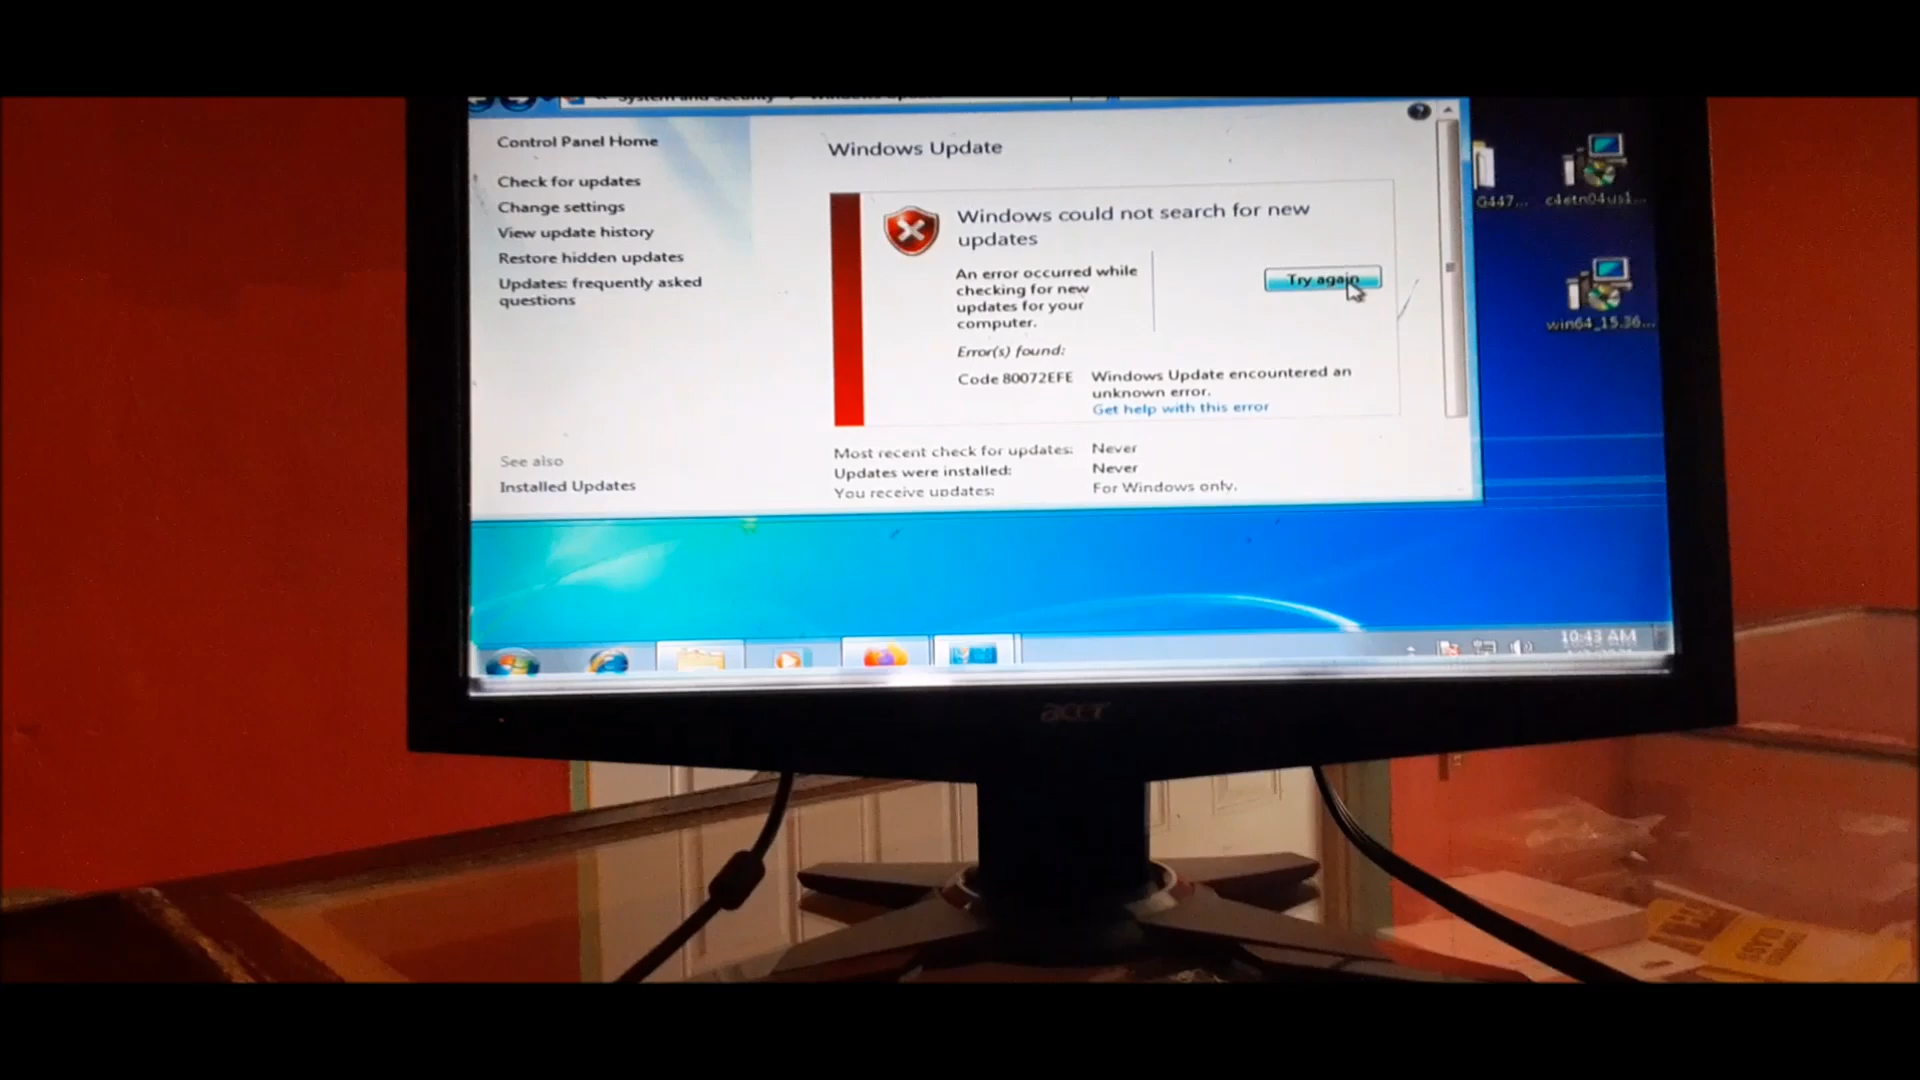 System and Security
Control Panel Home
Check for updates
Change settings
View update history
Restore hidden updates
Updates: frequently asked
questions
See also
Installed Updates
Windows Update
Windows could not search for new
updates
An error occurred while
checking for new
updates for your
computer.
Try again
Error(s) found:
Code 80072EFE
Windows Update encountered an
unknown error.
Get help with this error
Most recent check for updates: Never
Updates were installed: Never
You receive updates: For Windows only.
G447...
c4etn04us1...
win64_15.36...
10:43 AM
acer